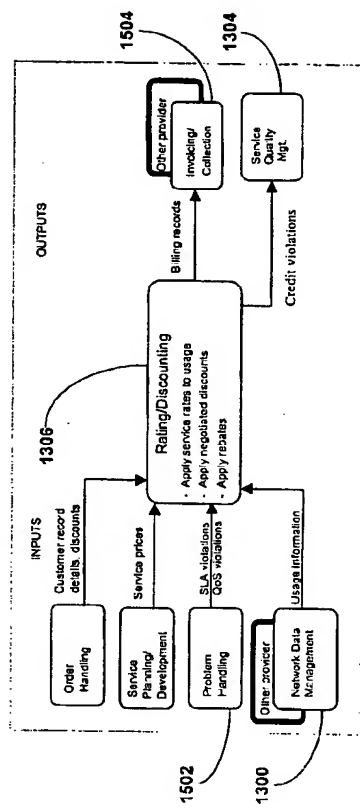 INPUTS
OUTPUTS
1306
1504
1304
1502
1300
Order
Handling
Customer record
details, discounts
Service
Planning/
Development
Service prices
Problem
Handling
SLA violations
QoS violations
Other provider
Network Data
Management
Usage information
Rating/Discounting
· Apply service rates to usage
· Apply negotiated discounts
· Apply rebates
Billing records
Other provider
Invoicing/
Collection
Credit violations
Service
Quality
Mgt.